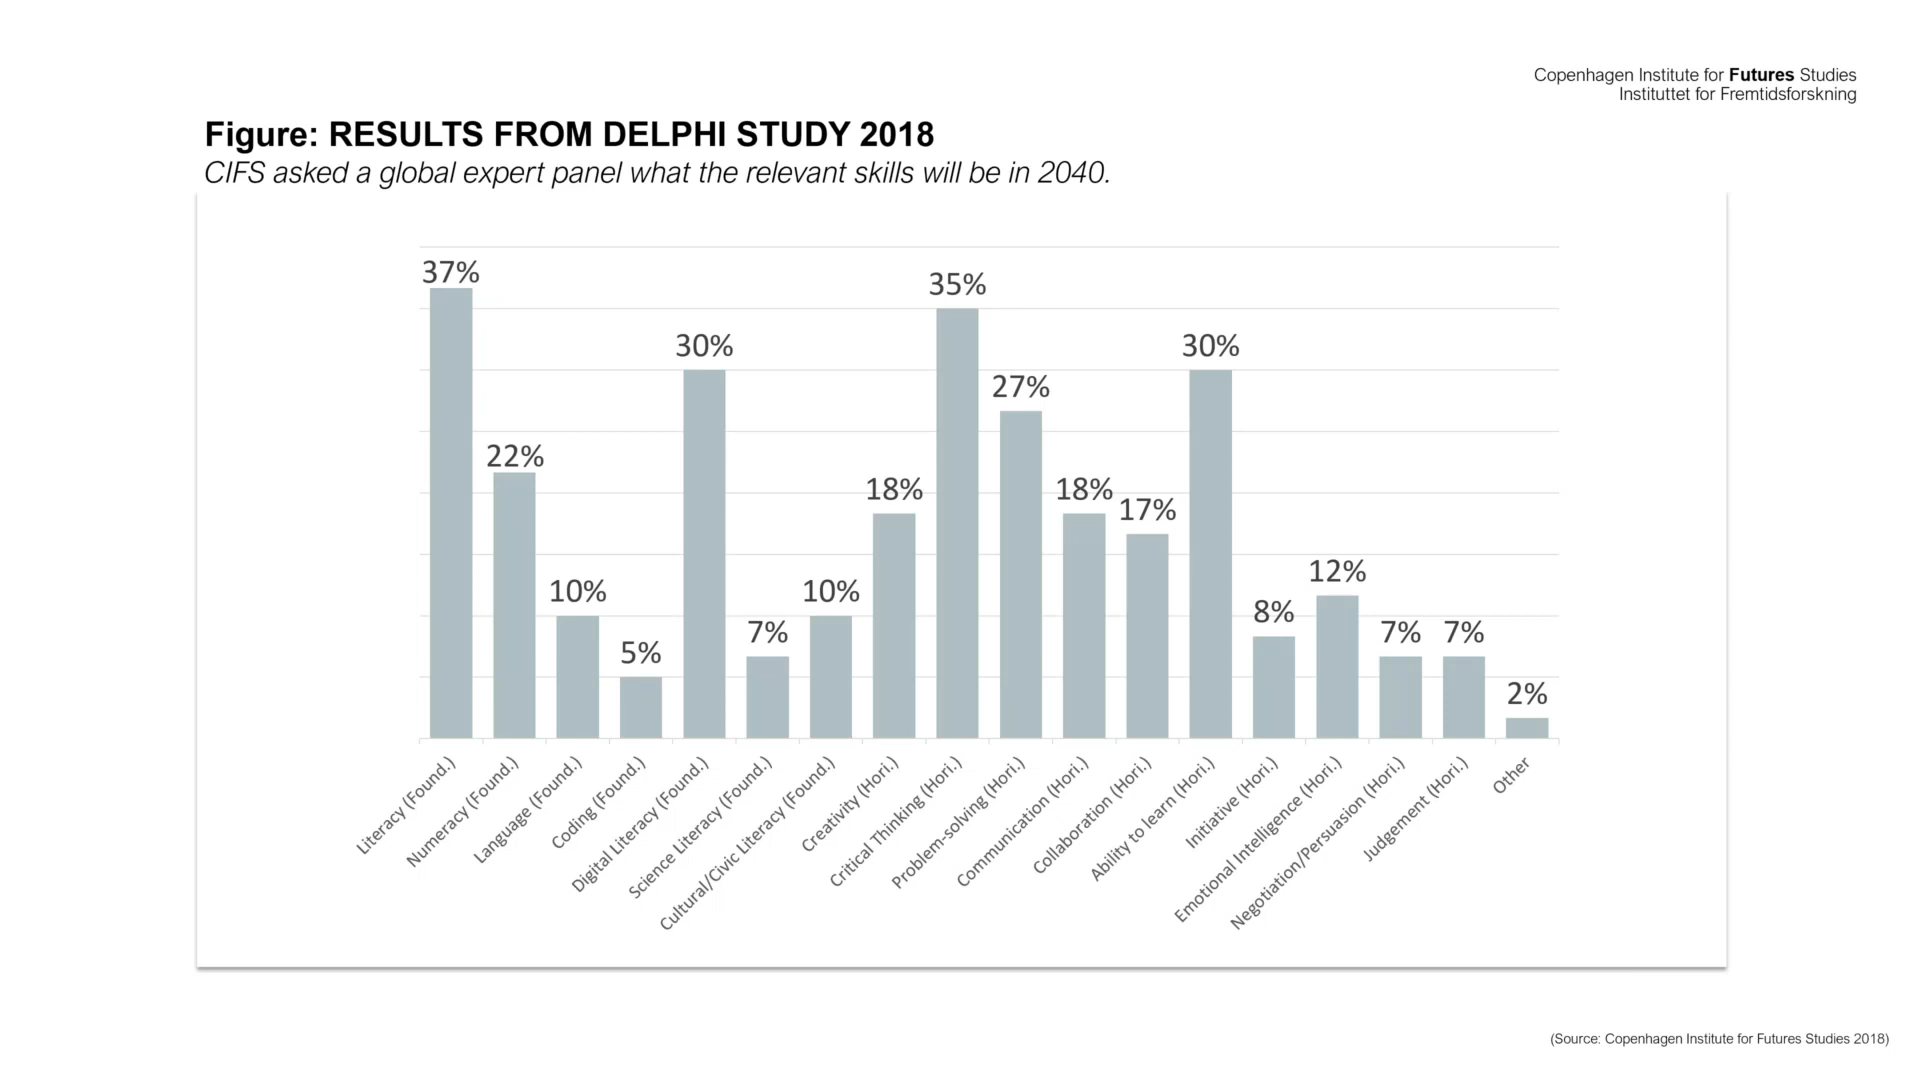 Copenhagen Institute for Futures Studies
Instituttet for Fremtidsforskning
Figure: RESULTS FROM DELPHI STUDY 2018
CIFS asked a global expert panel what the relevant skills will be in 2040.
37%
22%
10%
5%
30%
7%
10%
18%
35%
27%
18%
17%
30%
8%
12%
7%
7%
2%
Literacy (Found.)
Numeracy (Found.)
Language (Found.)
Coding (Found.)
Digital Literacy (Found.)
Science Literacy (Found.)
Cultural/Civic Literacy (Found.)
Creativity (Hori.)
Critical Thinking (Hori.)
Problem-solving (Hori.)
Communication (Hori.)
Collaboration (Hori.)
Ability to learn (Hori.)
Initiative (Hori.)
Emotional Intelligence (Hori.)
Negotiation/Persuasion (Hori.)
Judgement (Hori.)
Other
(Source: Copenhagen Institute for Futures Studies 2018)